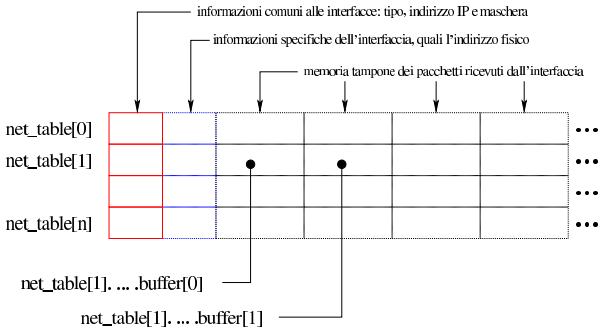 informazioni comuni alle interfacce: tipo, indirizzo IP e maschera
informazioni specifiche dell'interfaccia, quali l'indirizzo fisico
memoria tampone dei pacchetti ricevuti dall'interfaccia
net_table[0]
net_table[1]
net_table[n]
net_table[1]. ... .buffer[0]
net_table[1]. ... .buffer[1]